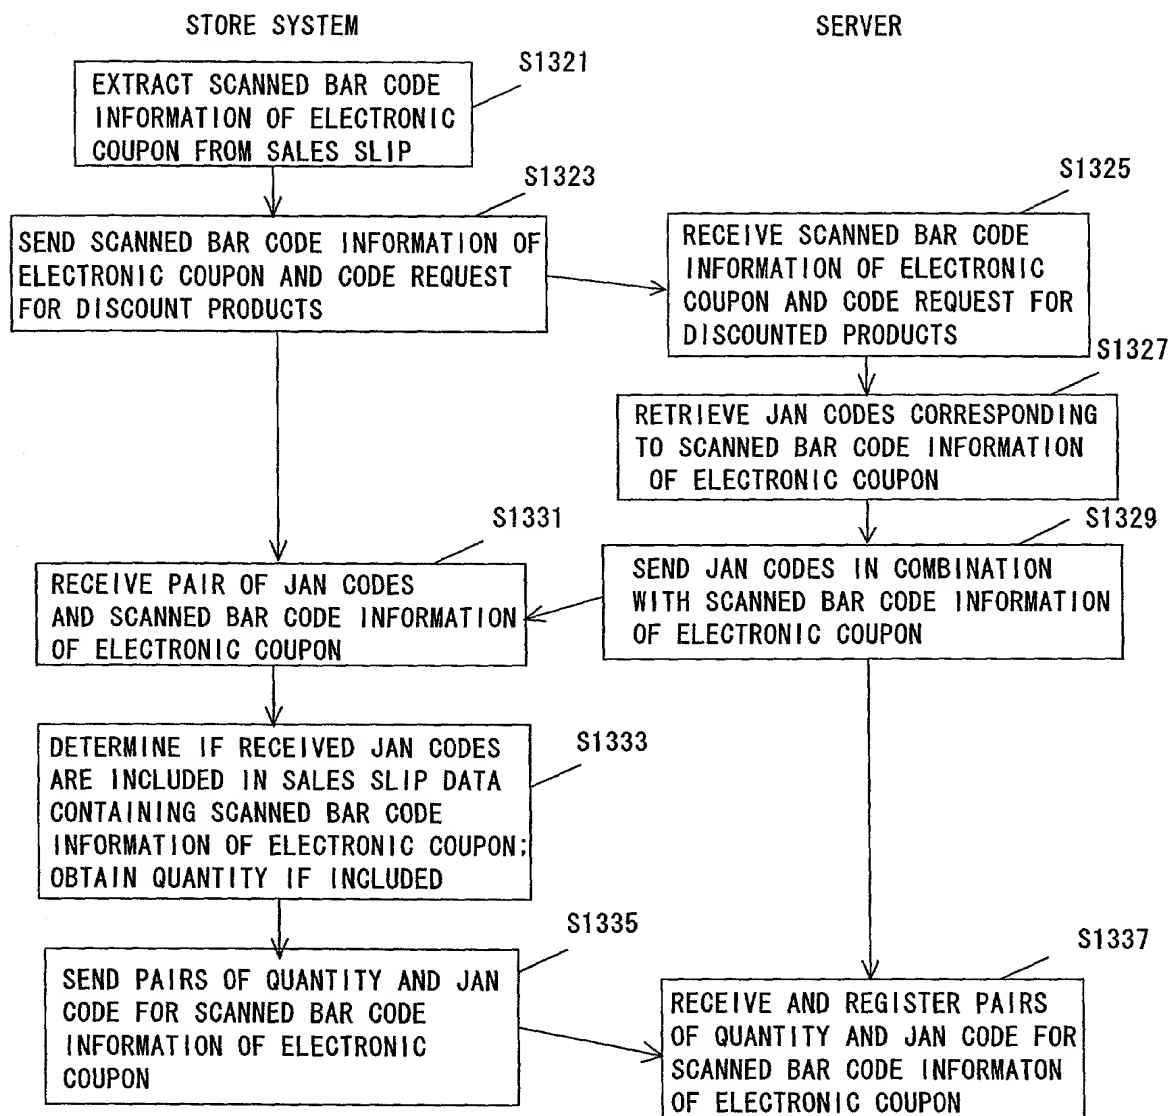 STORE SYSTEM
SERVER
S1321
EXTRACT SCANNED BAR CODE
INFORMATION OF ELECTRONIC
COUPON FROM SALES SLIP
S1323
SEND SCANNED BAR CODE INFORMATION OF
ELECTRONIC COUPON AND CODE REQUEST
FOR DISCOUNT PRODUCTS
S1325
RECEIVE SCANNED BAR CODE
INFORMATION OF ELECTRONIC
COUPON AND CODE REQUEST FOR
DISCOUNTED PRODUCTS
S1327
RETRIEVE JAN CODES CORRESPONDING
TO SCANNED BAR CODE INFORMATION
OF ELECTRONIC COUPON
S1329
SEND JAN CODES IN COMBINATION
WITH SCANNED BAR CODE INFORMATION
OF ELECTRONIC COUPON
S1331
RECEIVE PAIR OF JAN CODES
AND SCANNED BAR CODE INFORMATION
OF ELECTRONIC COUPON
S1333
DETERMINE IF RECEIVED JAN CODES
ARE INCLUDED IN SALES SLIP DATA
CONTAINING SCANNED BAR CODE
INFORMATION OF ELECTRONIC COUPON;
OBTAIN QUANTITY IF INCLUDED
S1335
SEND PAIRS OF QUANTITY AND JAN
CODE FOR SCANNED BAR CODE
INFORMATION OF ELECTRONIC
COUPON
S1337
RECEIVE AND REGISTER PAIRS
OF QUANTITY AND JAN CODE FOR
SCANNED BAR CODE INFORMATON
OF ELECTRONIC COUPON